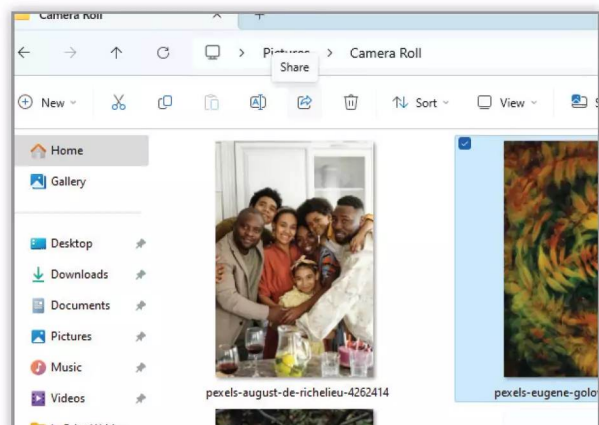 Camera Roll
Pictures > Camera Roll
Share
New
Sort
View
Home
Gallery
Desktop
Downloads
Documents
Pictures
Music
Videos
pexels-august-de-richelieu-4262414
pexels-eugene-golo